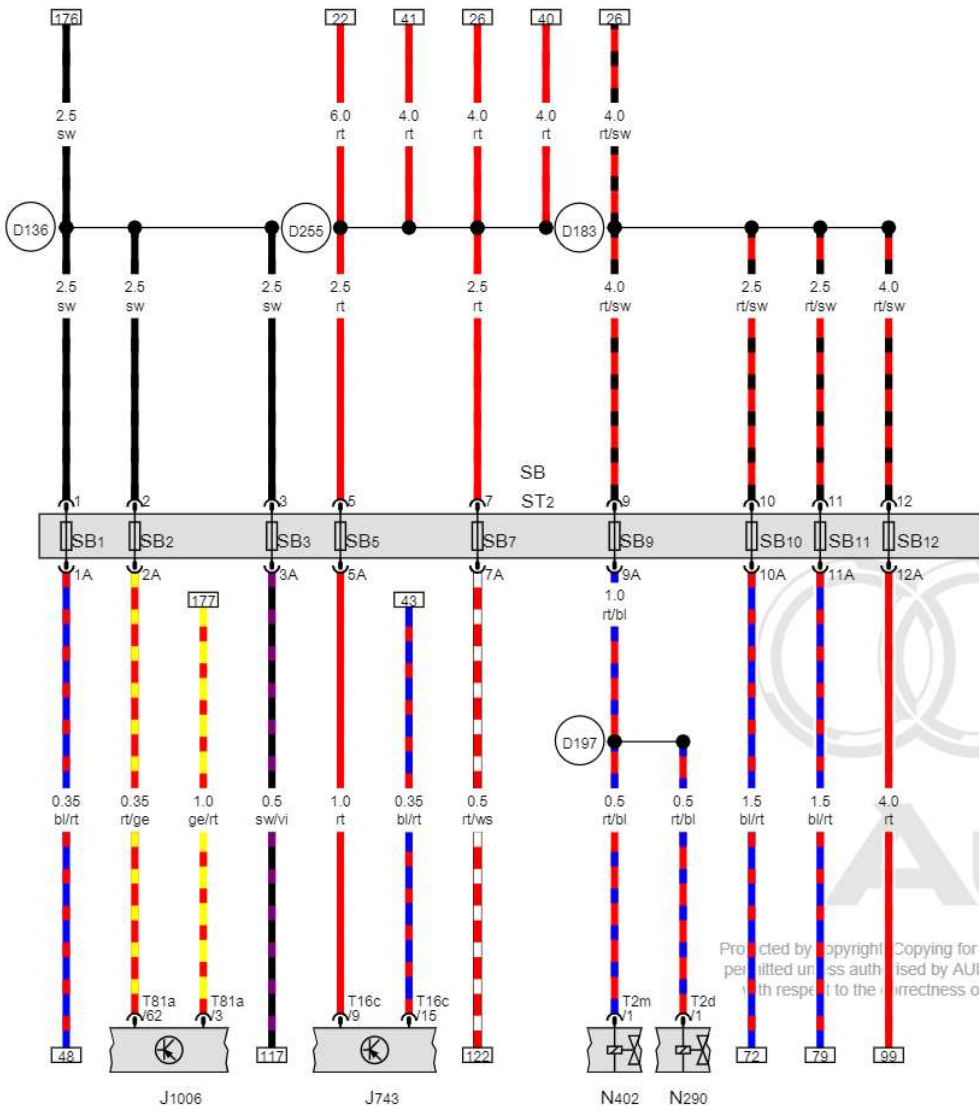 176 22 41 26 40 26
2.5 6.0 4.0 4.0 4.0 4.0
sw rt rt rt rt rt/sw
D136 D255 D183
2.5 2.5 2.5 2.5 2.5 4.0 2.5 2.5 4.0
sw sw sw rt rt rt/sw rt/sw rt/sw rt/sw
SB
ST2
1 2 3 5 7 9 10 11 12
SB1 SB2 SB3 SB5 SB7 SB9 SB10 SB11 SB12
1A 2A 3A 5A 7A 9A 10A 11A 12A
1.0
rt/bl
177 43
D197
0.35 0.35 1.0 0.5 1.0 0.35 0.5 0.5 0.5 1.5 1.5 4.0
bl/rt rt/ge ge/rt sw/vi rt bl/rt rt/ws rt/bl rt/bl bl/rt bl/rt rt
Copying for
with respect to the
T81a T81a T16c T16c T2m T2d
/62 /3 /9 /15 /1 /1
48 117 122 72 79 99
J1006 J743 N402 N290